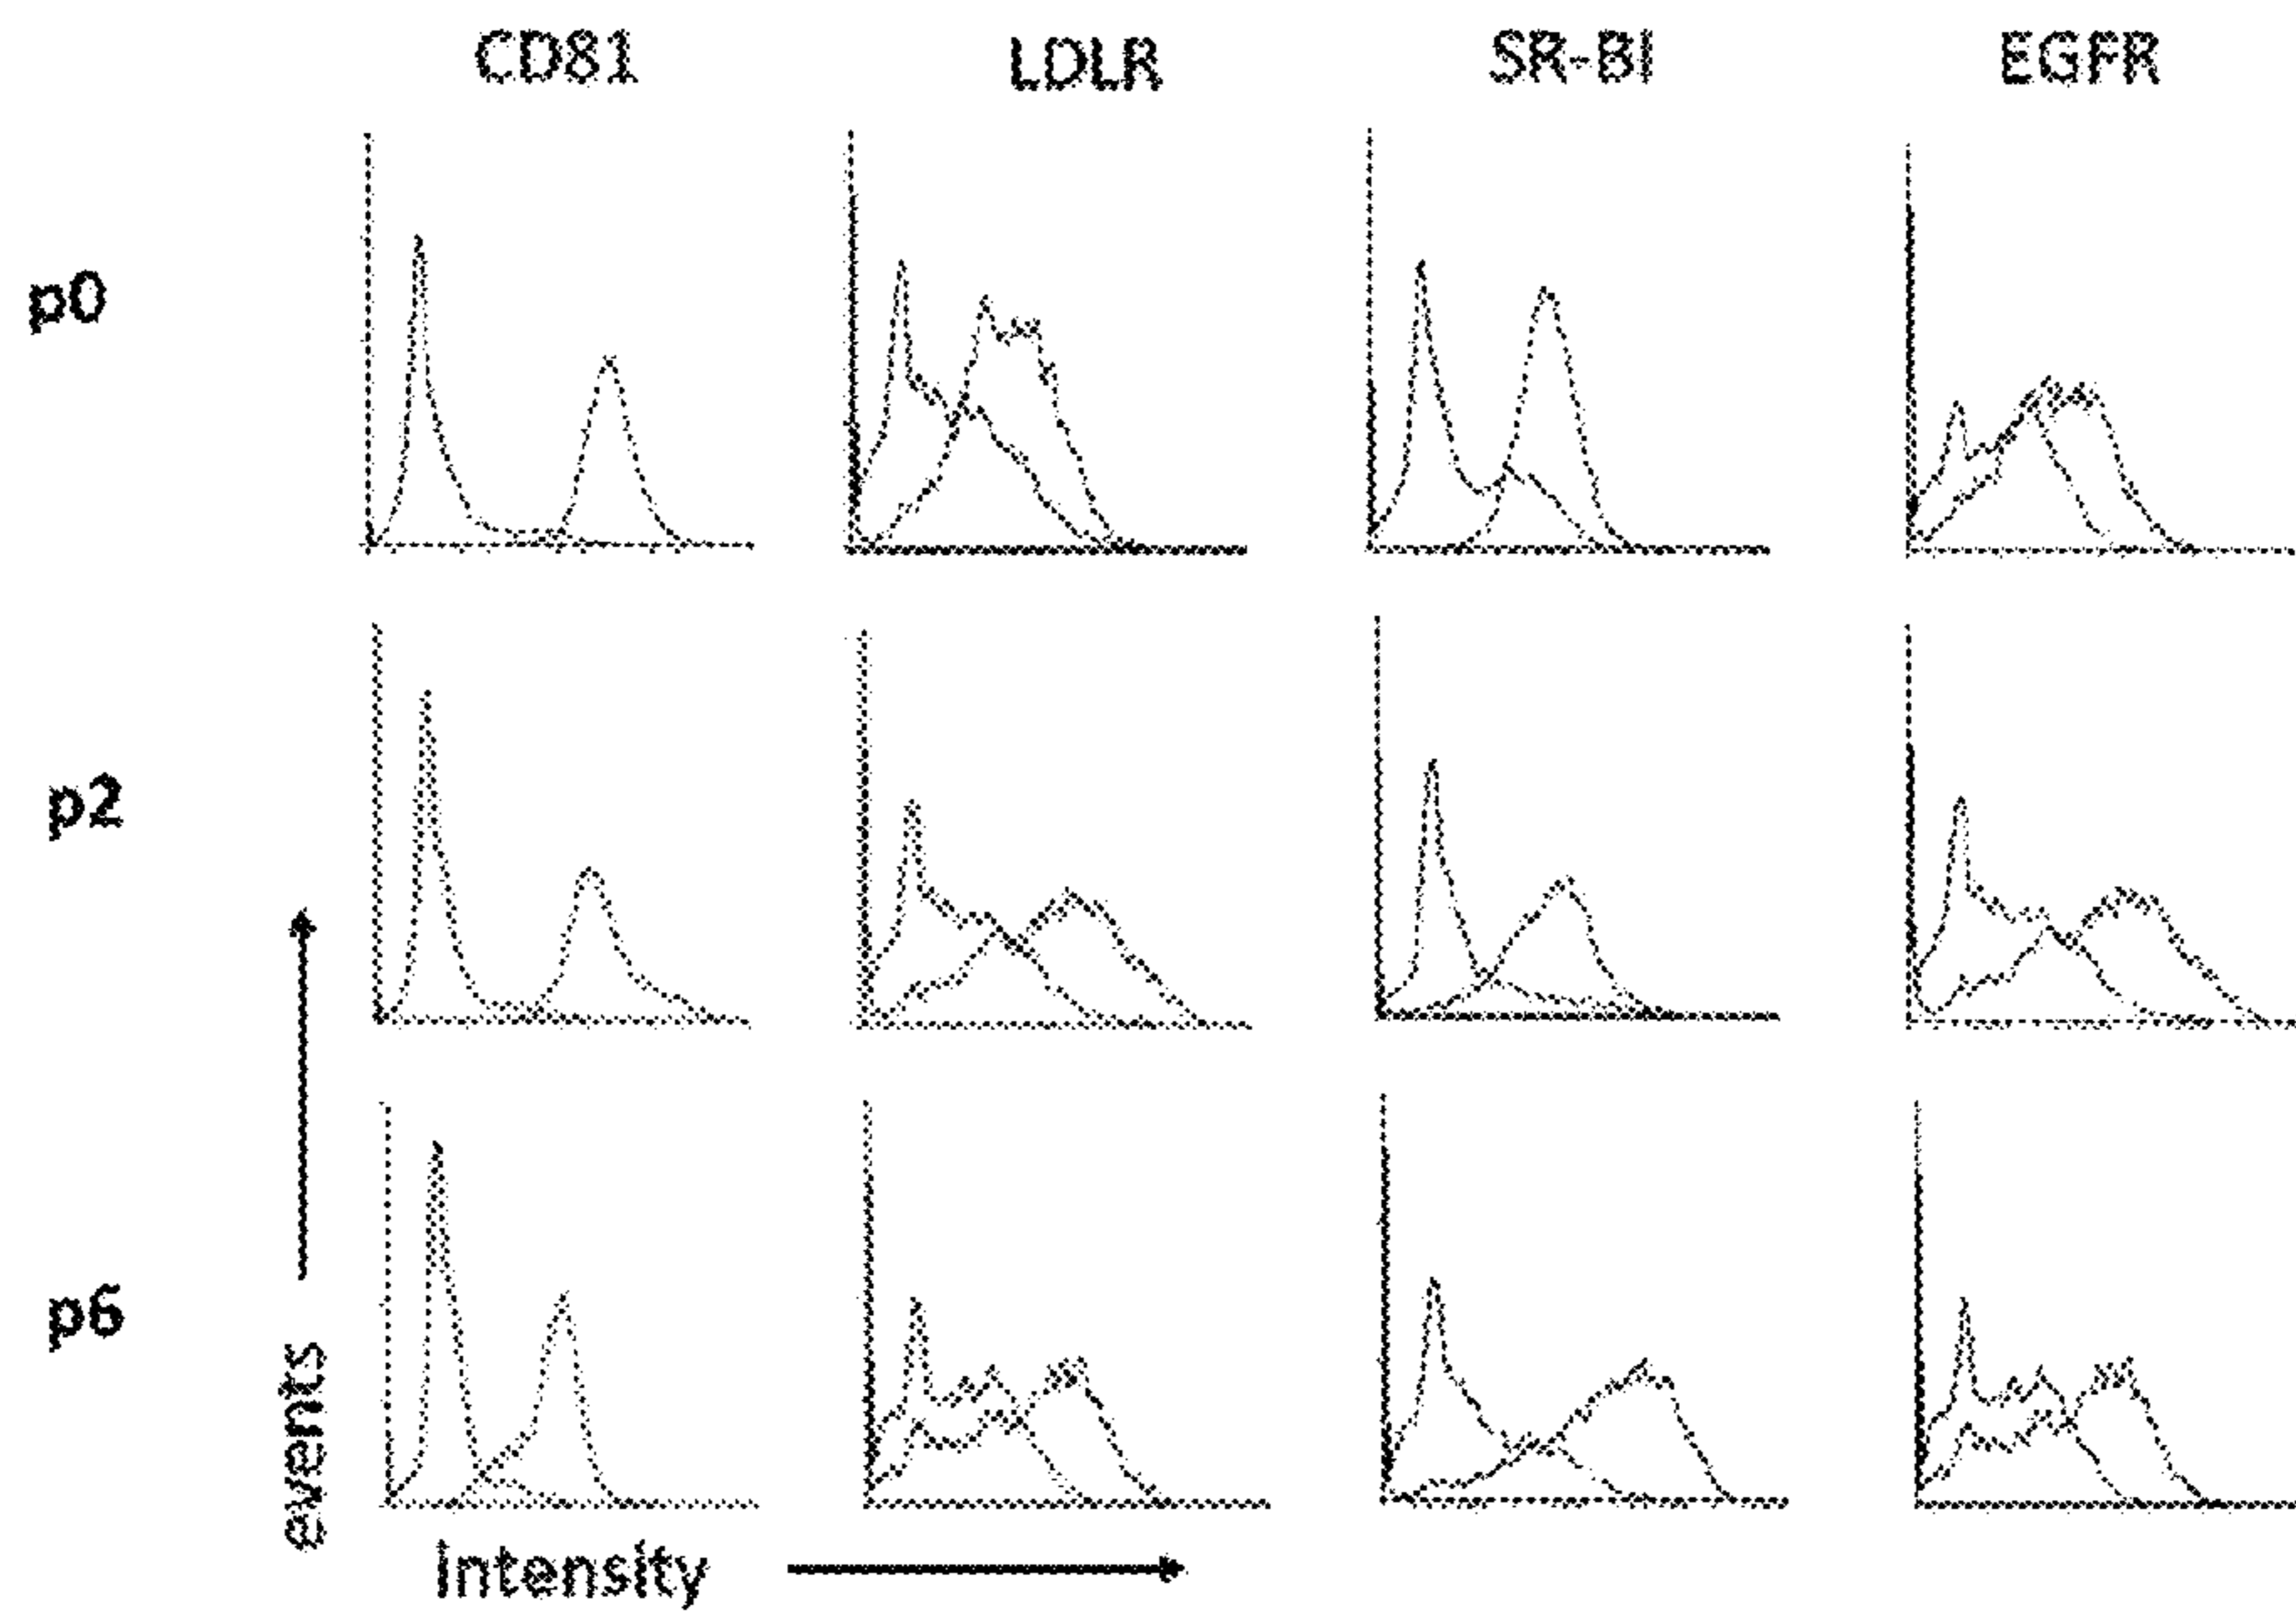 CD81 LDLR SR-BI EGFR
p0
p2
p6
events
Intensity